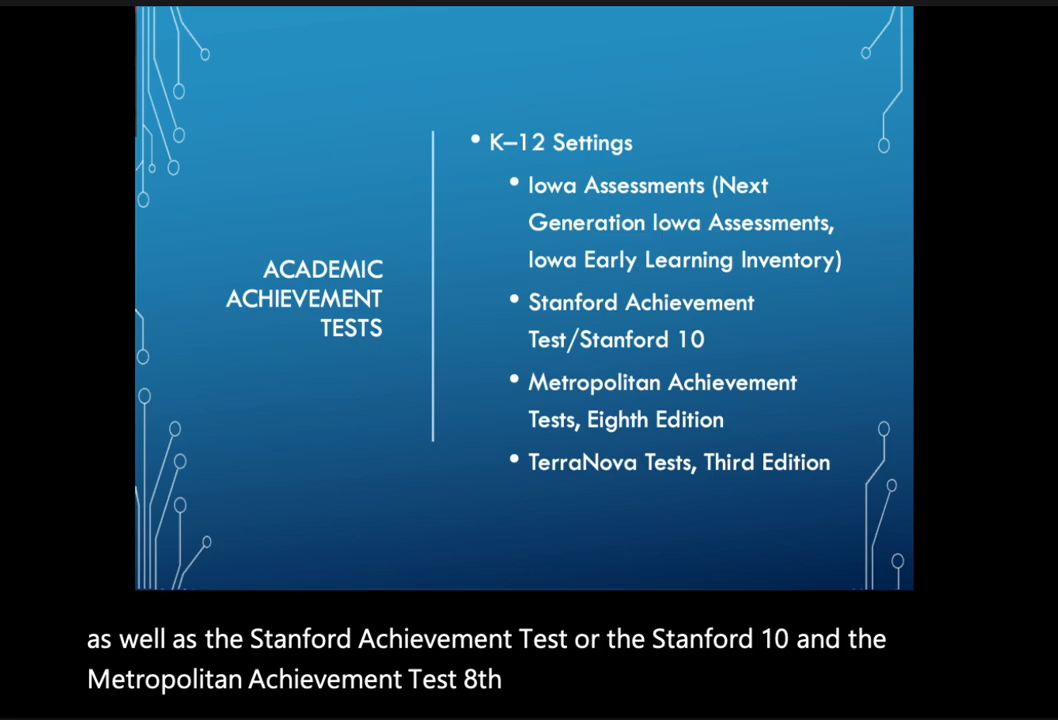 ACADEMIC
ACHIEVEMENT
TESTS
• K–12 Settings
• Iowa Assessments (Next
Generation Iowa Assessments,
Iowa Early Learning Inventory)
• Stanford Achievement
Test/Stanford 10
• Metropolitan Achievement
Tests, Eighth Edition
• TerraNova Tests, Third Edition
as well as the Stanford Achievement Test or the Stanford 10 and the
Metropolitan Achievement Test 8th